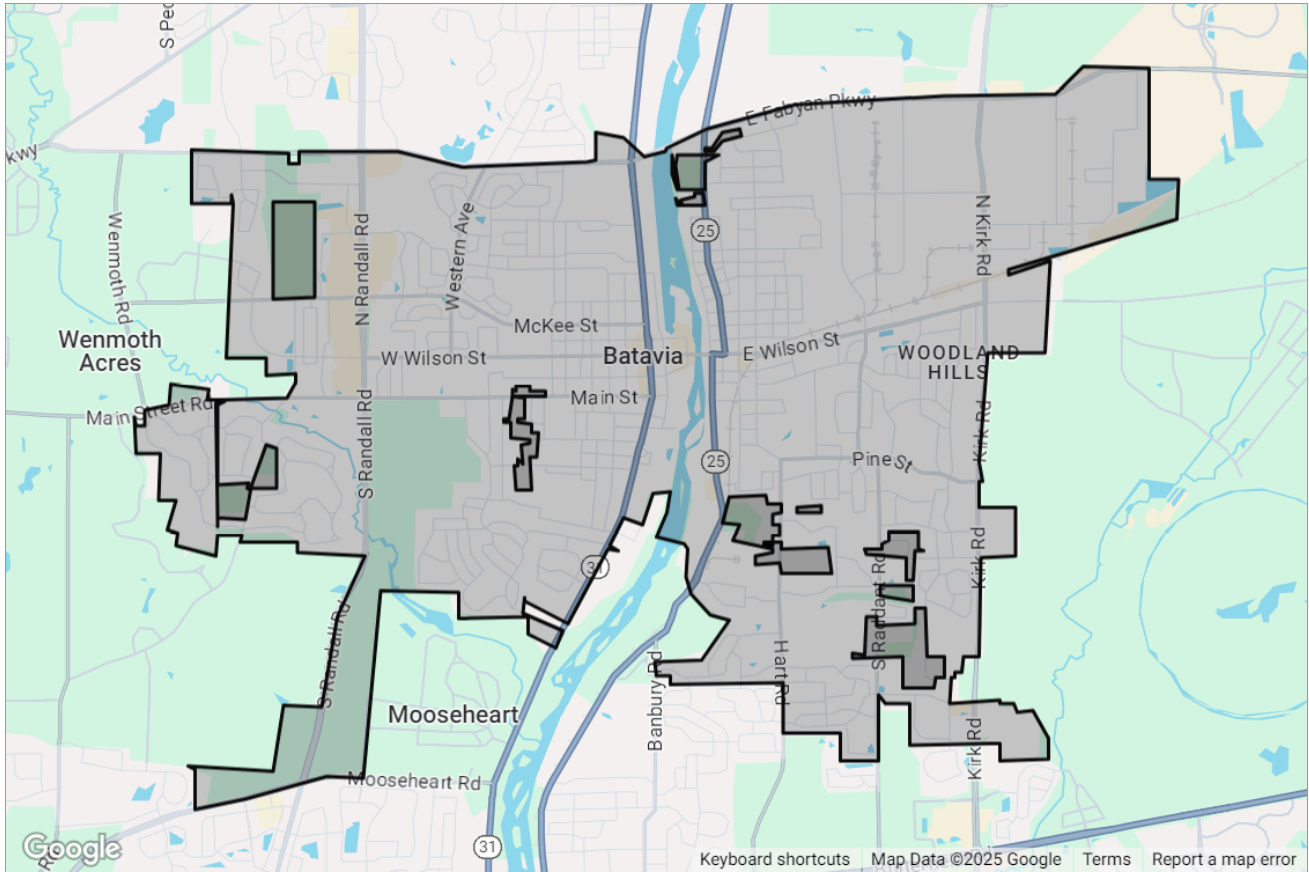 S Pec
kwy
E Fabyan Pkwy
Wenmoth Rd
N Randall Rd
Western Ave
25
N Kirk Rd
McKee St
Wenmoth
Acres
W Wilson St
Batavia
E Wilson St
WOODLAND
HILLS
Main Street Rd
Main St
S Randall Rd
Kirk Rd
25
Pine St
31
Kirk Rd
S Raddant Rd
S Randall Rd
Hart Rd
Banbury Rd
Mooseheart
Kirk Rd
Mooseheart Rd
31
Google
Keyboard shortcuts
Map Data ©2025 Google
Terms
Report a map error